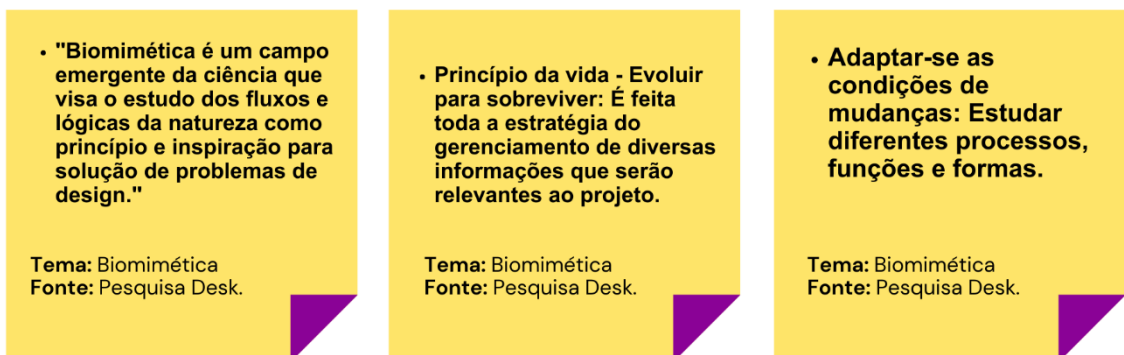 • "Biomimética é um campo
emergente da ciência que
visa o estudo dos fluxos e
lógicas da natureza como
princípio e inspiração para
solução de problemas de
design."
Tema: Biomimética
Fonte: Pesquisa Desk.
• Princípio da vida - Evoluir
para sobreviver: É feita
toda a estratégia do
gerenciamento de diversas
informações que serão
relevantes ao projeto.
Tema: Biomimética
Fonte: Pesquisa Desk.
• Adaptar-se as
condições de
mudanças: Estudar
diferentes processos,
funções e formas.
Tema: Biomimética
Fonte: Pesquisa Desk.